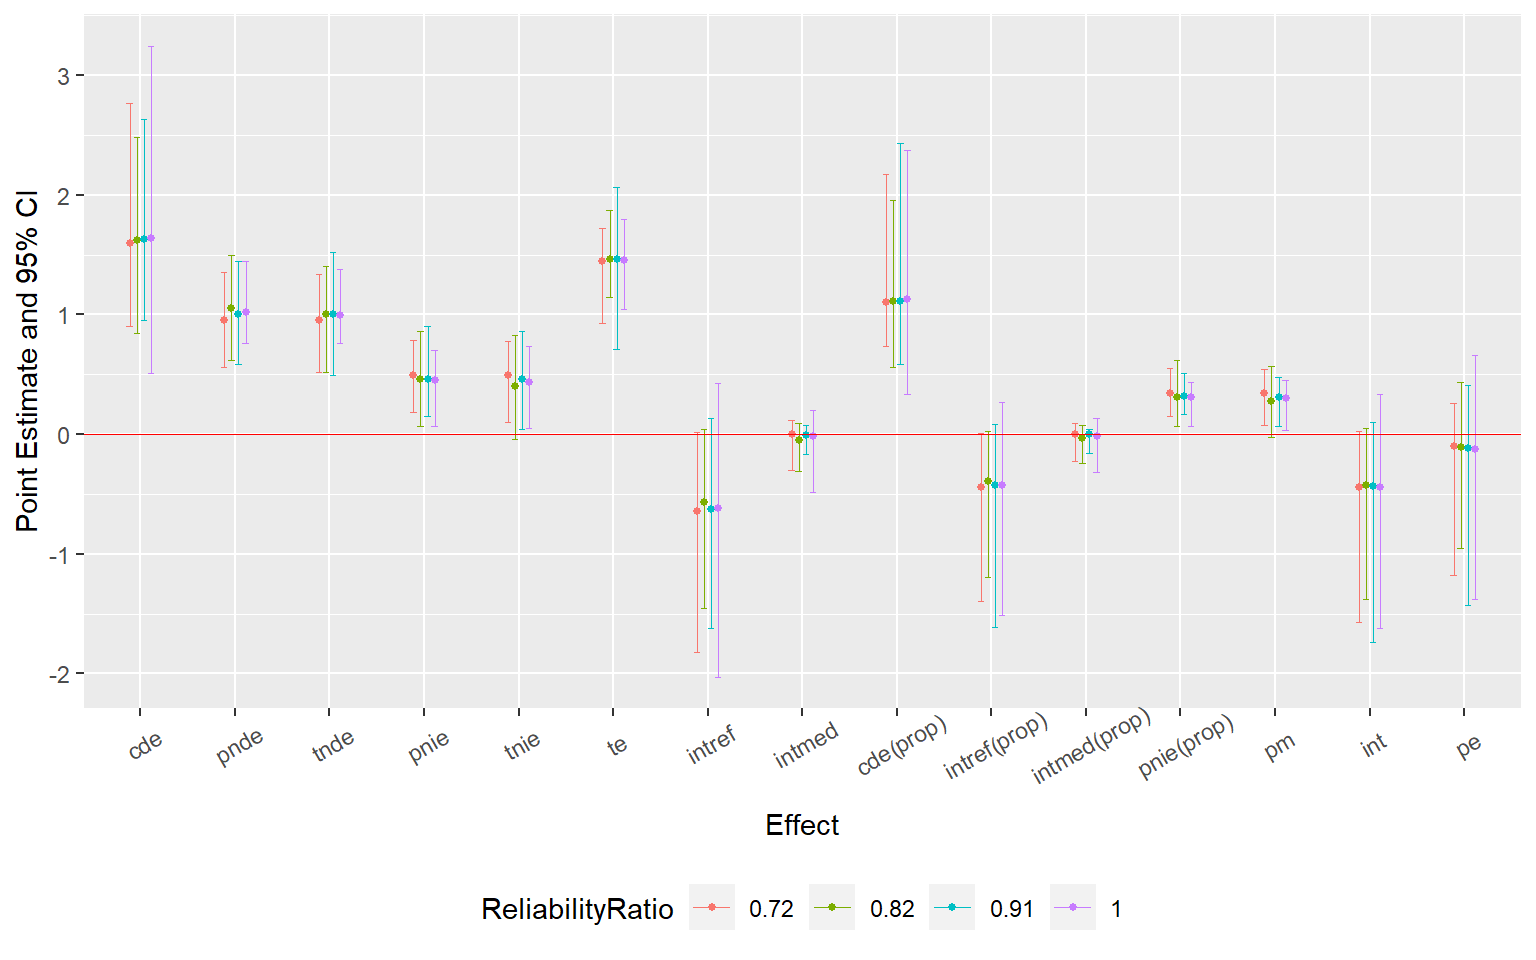 Point Estimate and 95% CI
3
2
1
0
-1
-2
cde
pnde
tnde
pnie
tnie
te
intref
intmed
cde(prop)
intref(prop)
intmed(prop)
pnie(prop)
pm
int
pe
Effect
ReliabilityRatio 0.72 0.82 0.91 1